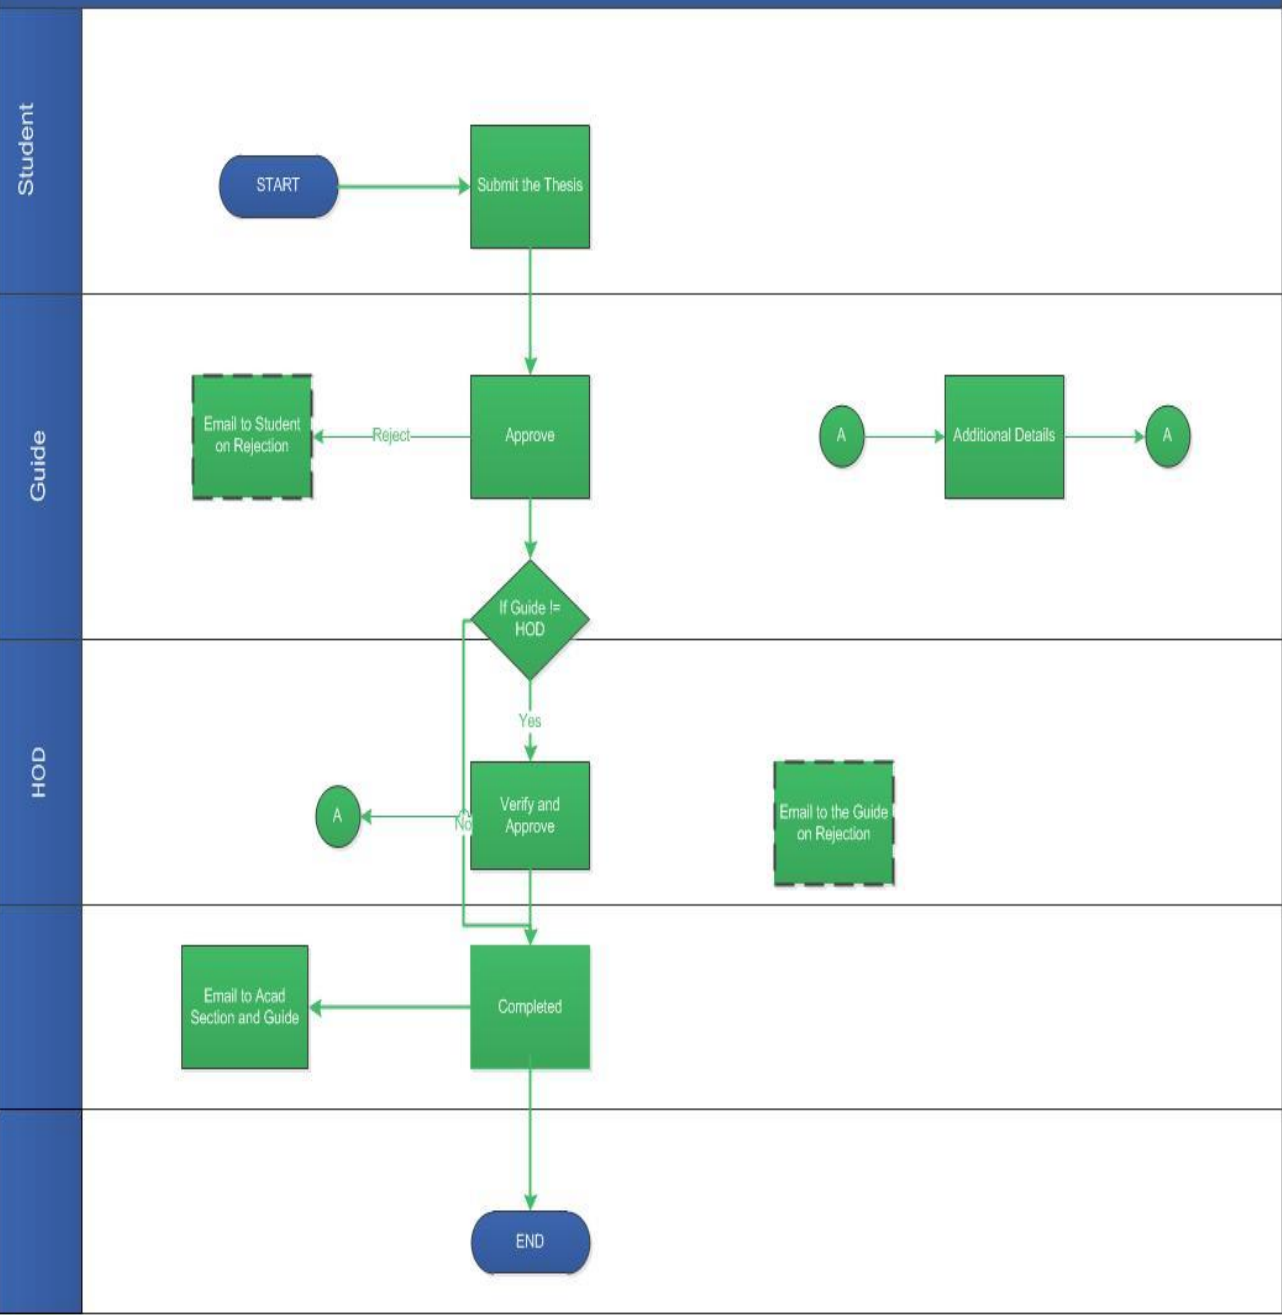 Student
START
Submit the Thesis
Guide
Email to Student
on Rejection
Reject
Approve
A
Additional Details
A
If Guide !=
HOD
HOD
Yes
A
No
Verify and
Approve
Email to the Guide
on Rejection
Email to Acad
Section and Guide
Completed
END